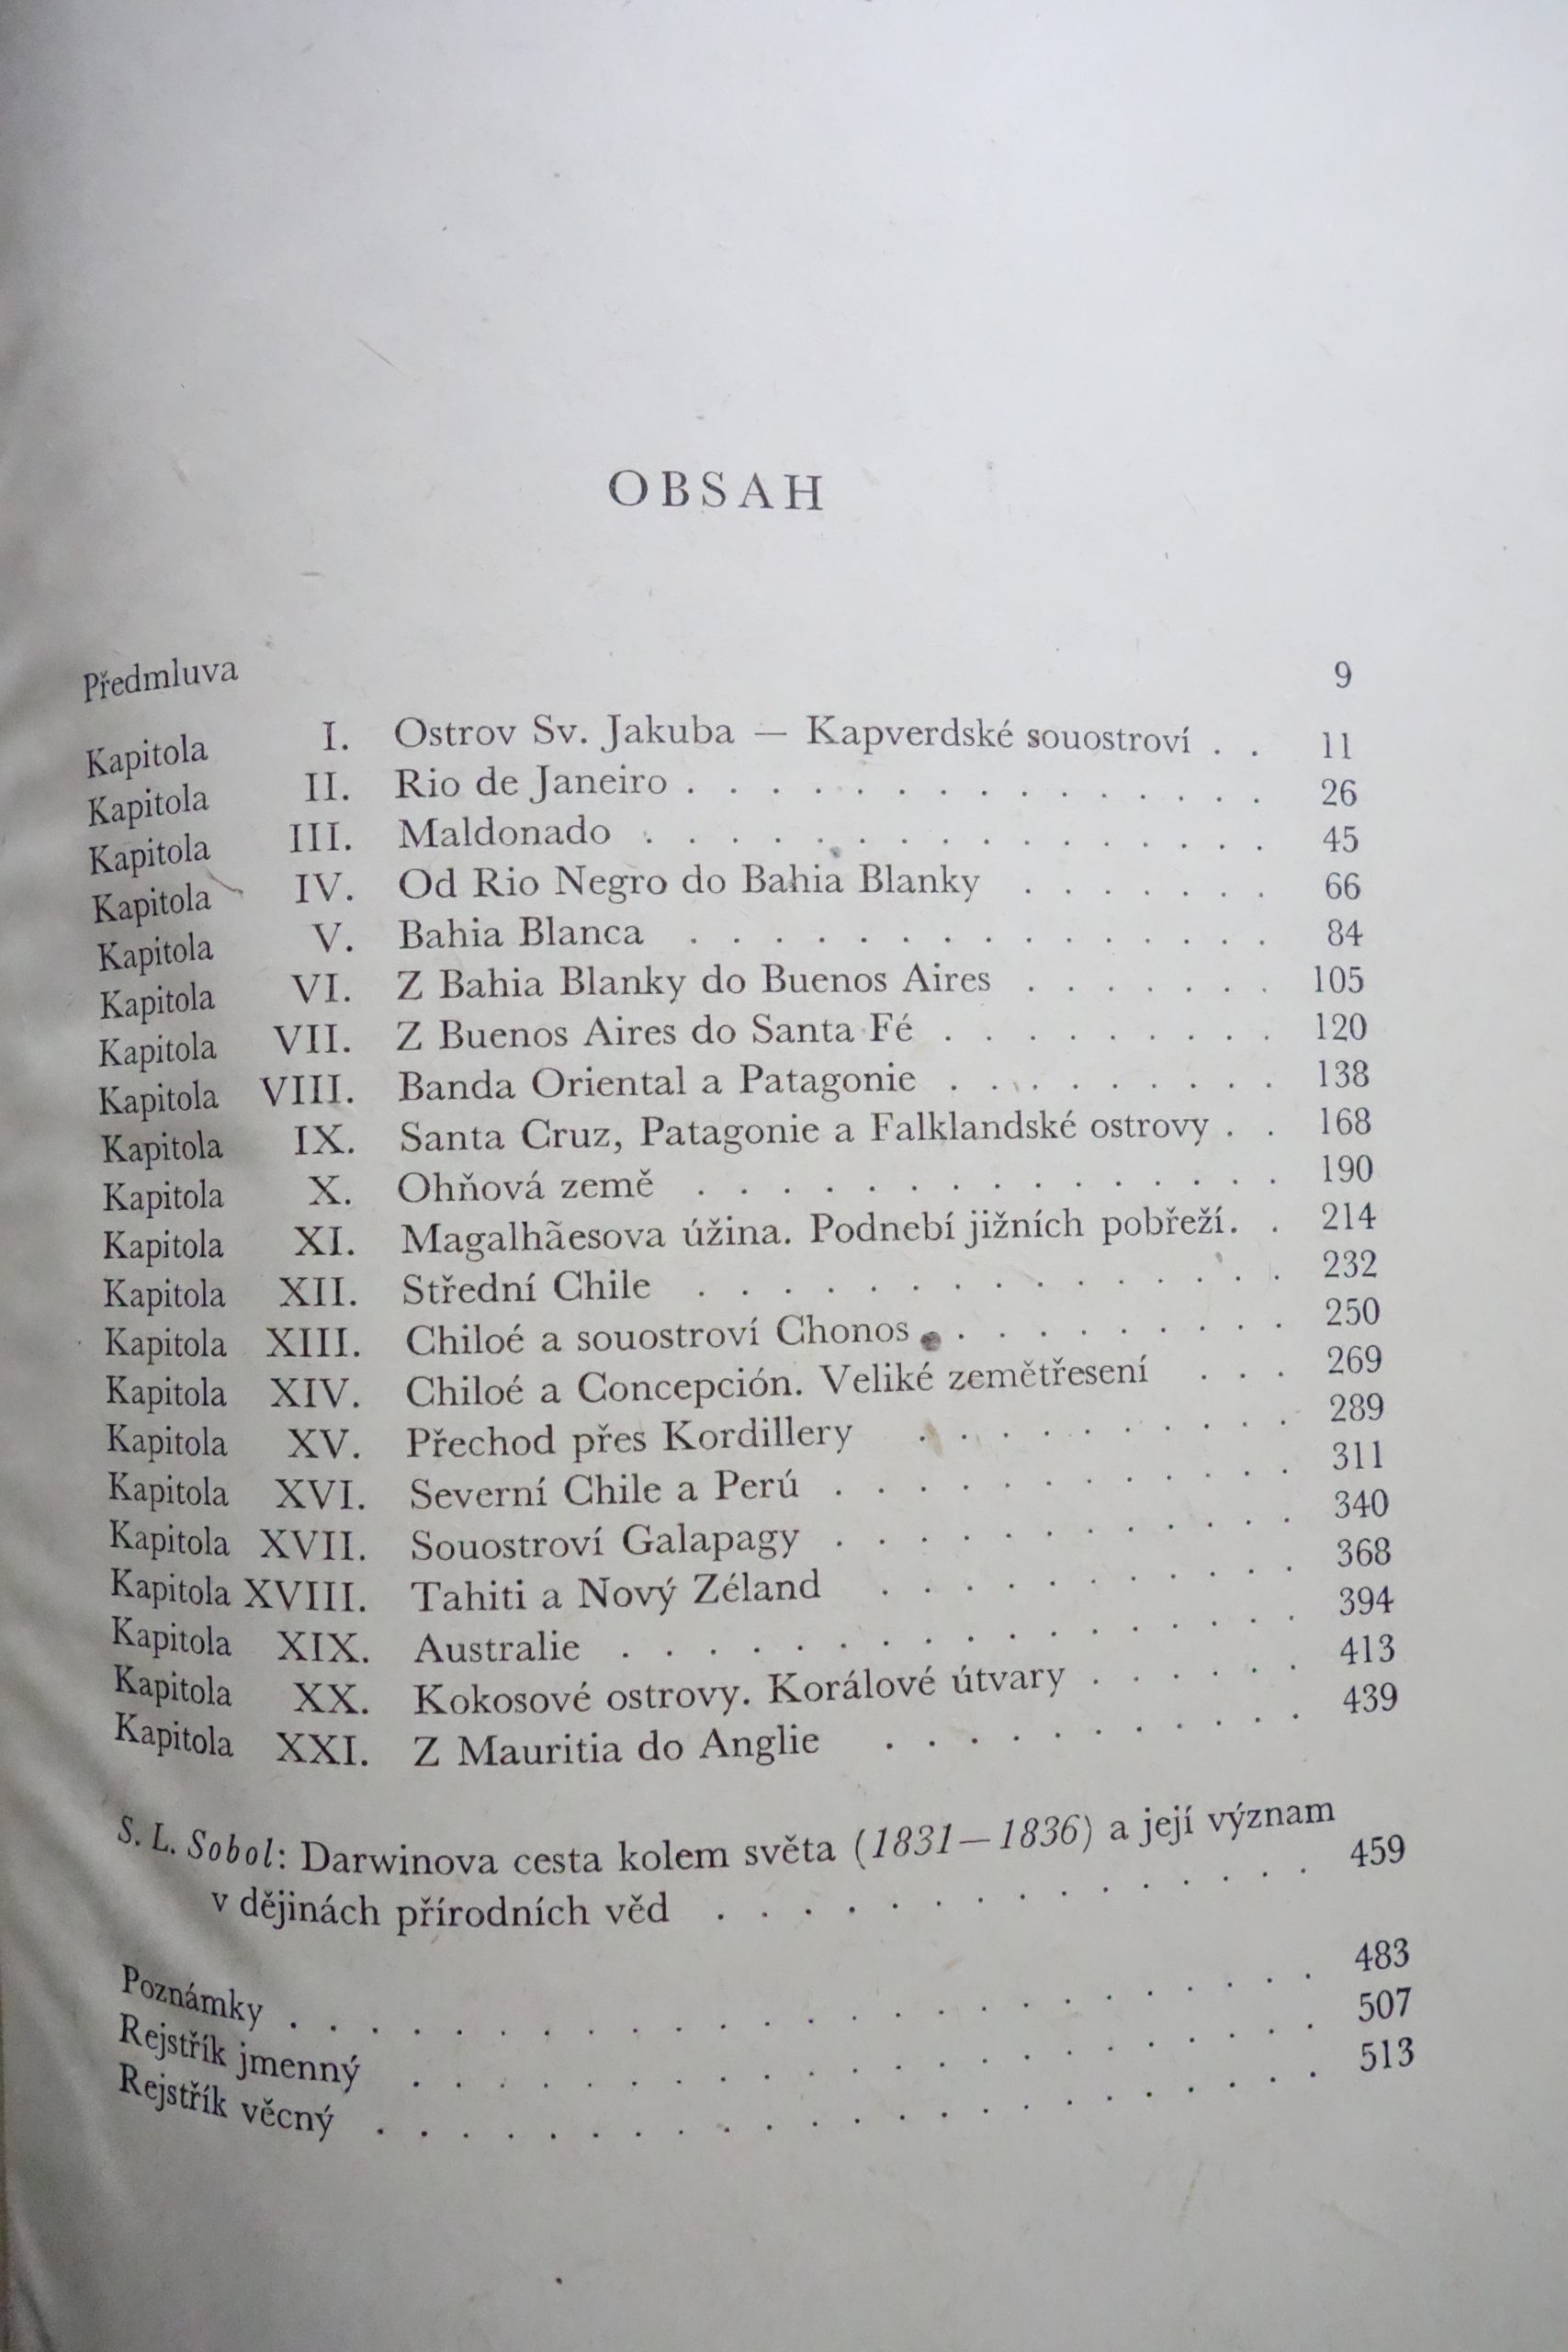 OBSAH
Předmluva 9
Kapitola I. Ostrov Sv. Jakuba — Kapverdské souostroví . . 11
Kapitola II. Rio de Janeiro . . . . . . . . . . . . . . 26
Kapitola III. Maldonado . . . . . . . . . . . . . . . 45
Kapitola IV. Od Rio Negro do Bahia Blanky . . . . . . 66
Kapitola V. Bahia Blanca . . . . . . . . . . . . . . 84
Kapitola VI. Z Bahia Blanky do Buenos Aires . . . . . . 105
Kapitola VII. Z Buenos Aires do Santa Fé . . . . . . . . 120
Kapitola VIII. Banda Oriental a Patagonie . . . . . . . . 138
Kapitola IX. Santa Cruz, Patagonie a Falklandské ostrovy . . 168
Kapitola X. Ohňová země . . . . . . . . . . . . . . 190
Kapitola XI. Magalhãesova úžina. Podnebí jižních pobřeží. . 214
Kapitola XII. Střední Chile . . . . . . . . . . . . . . 232
Kapitola XIII. Chiloé a souostroví Chonos . . . . . . . . . 250
Kapitola XIV. Chiloé a Concepción. Veliké zemětřesení . . . 269
Kapitola XV. Přechod přes Kordillery . . . . . . . . . 289
Kapitola XVI. Severní Chile a Perú . . . . . . . . . . . 311
Kapitola XVII. Souostroví Galapagy . . . . . . . . . . . 340
Kapitola XVIII. Tahiti a Nový Zéland . . . . . . . . . . 368
Kapitola XIX. Australie . . . . . . . . . . . . . . . . 394
Kapitola XX. Kokosové ostrovy. Korálové útvary . . . . . . 413
Kapitola XXI. Z Mauritia do Anglie . . . . . . . . . . 439
S. L. Sobol: Darwinova cesta kolem světa (1831—1836) a její význam
v dějinách přírodních věd . . . . . . . . . . . . . . 459
Poznámky . . . . . . . . . . . . . . . . . . . . . . . . 483
Rejstřík jmenný . . . . . . . . . . . . . . . . . . . . . 507
Rejstřík věcný . . . . . . . . . . . . . . . . . . . . . . 513